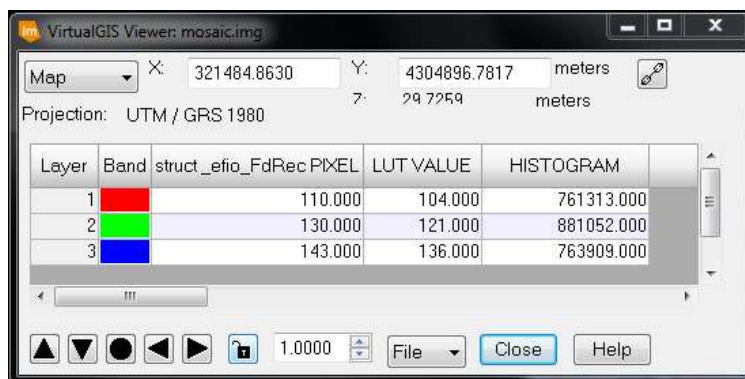 VirtualGIS Viewer: mosaic.img
Map X: 321484.8630 Y: 4304896.7817 meters
Z: 29.7259 meters
Projection: UTM / GRS 1980
Layer Band struct_efio_FdRec PIXEL LUT VALUE HISTOGRAM
1 110.000 104.000 761313.000
2 130.000 121.000 881052.000
3 143.000 136.000 763909.000
1.0000 File Close Help